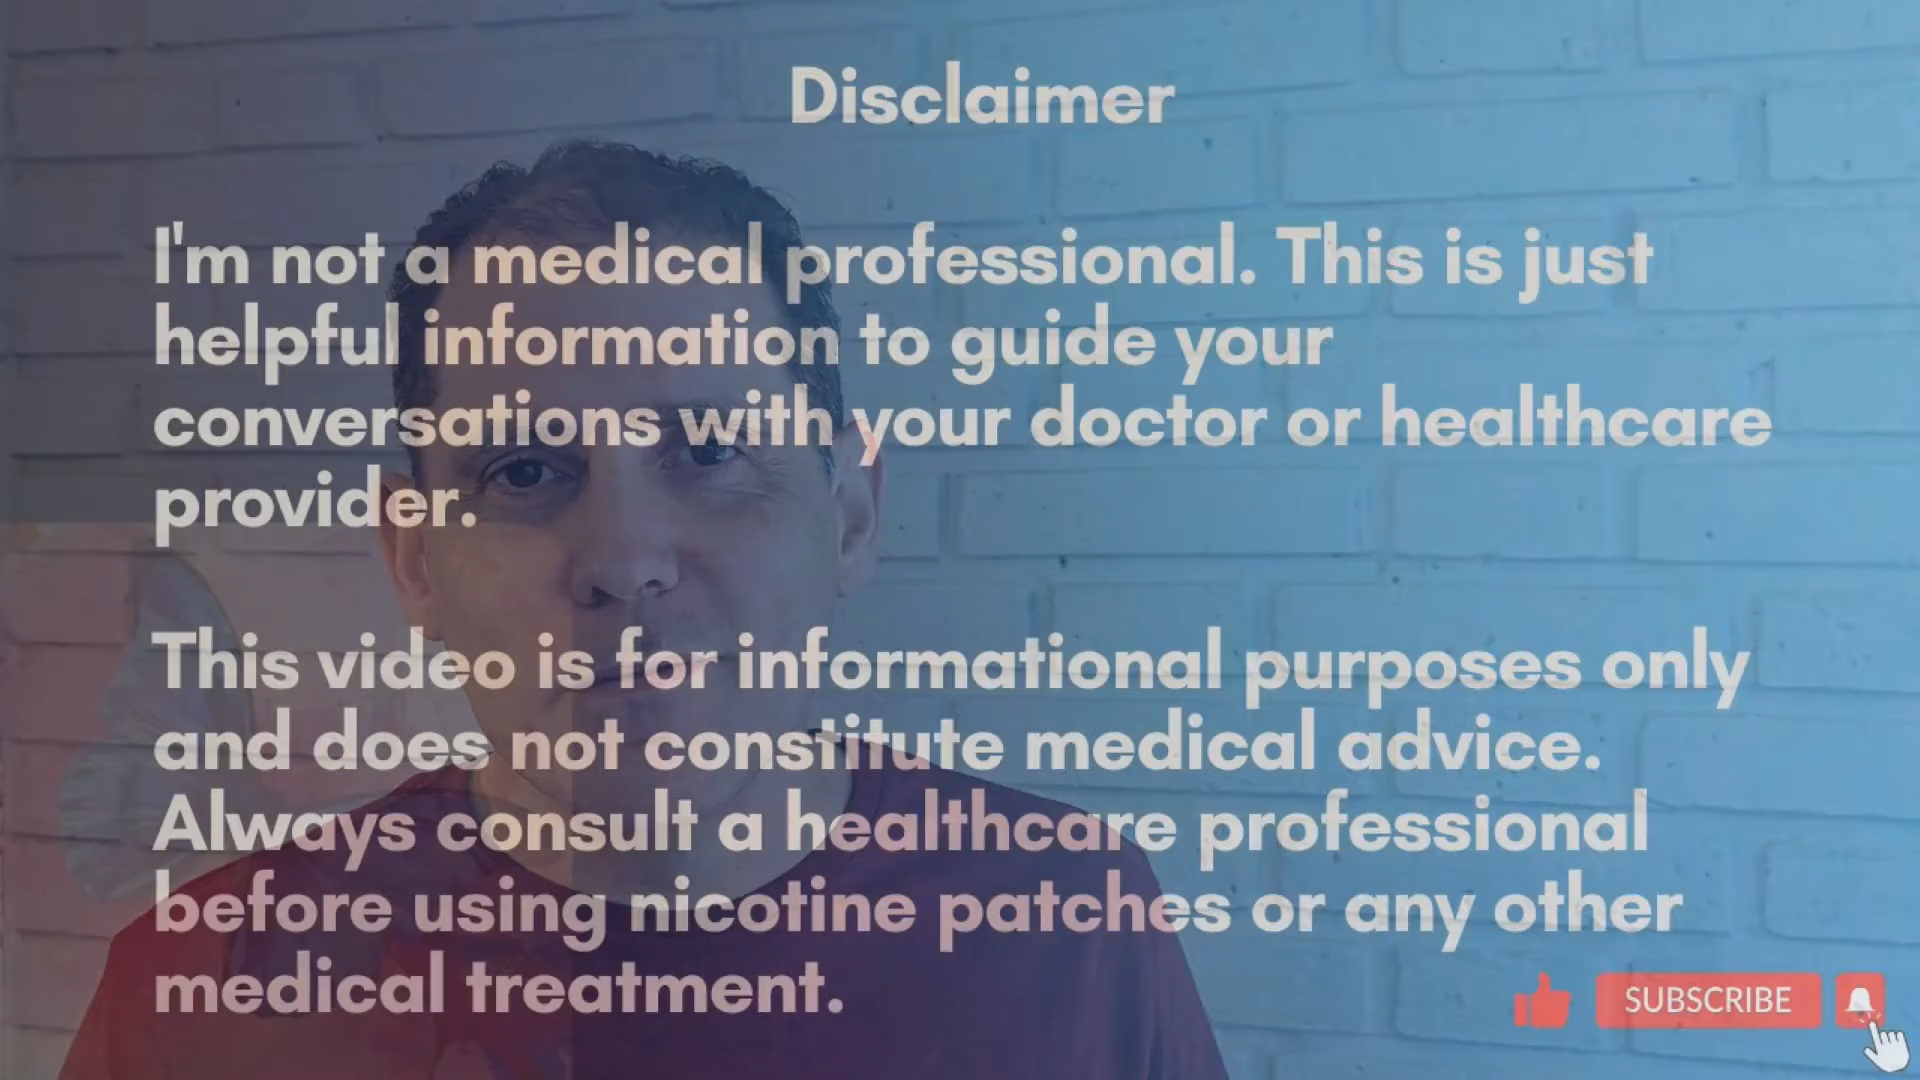 Disclaimer
I'm not a medical professional. This is just
helpful information to guide your
conversations with your doctor or healthcare
provider.
This video is for informational purposes only
and does not constitute medical advice.
Always consult a healthcare professional
before using nicotine patches or any other
medical treatment.
SUBSCRIBE